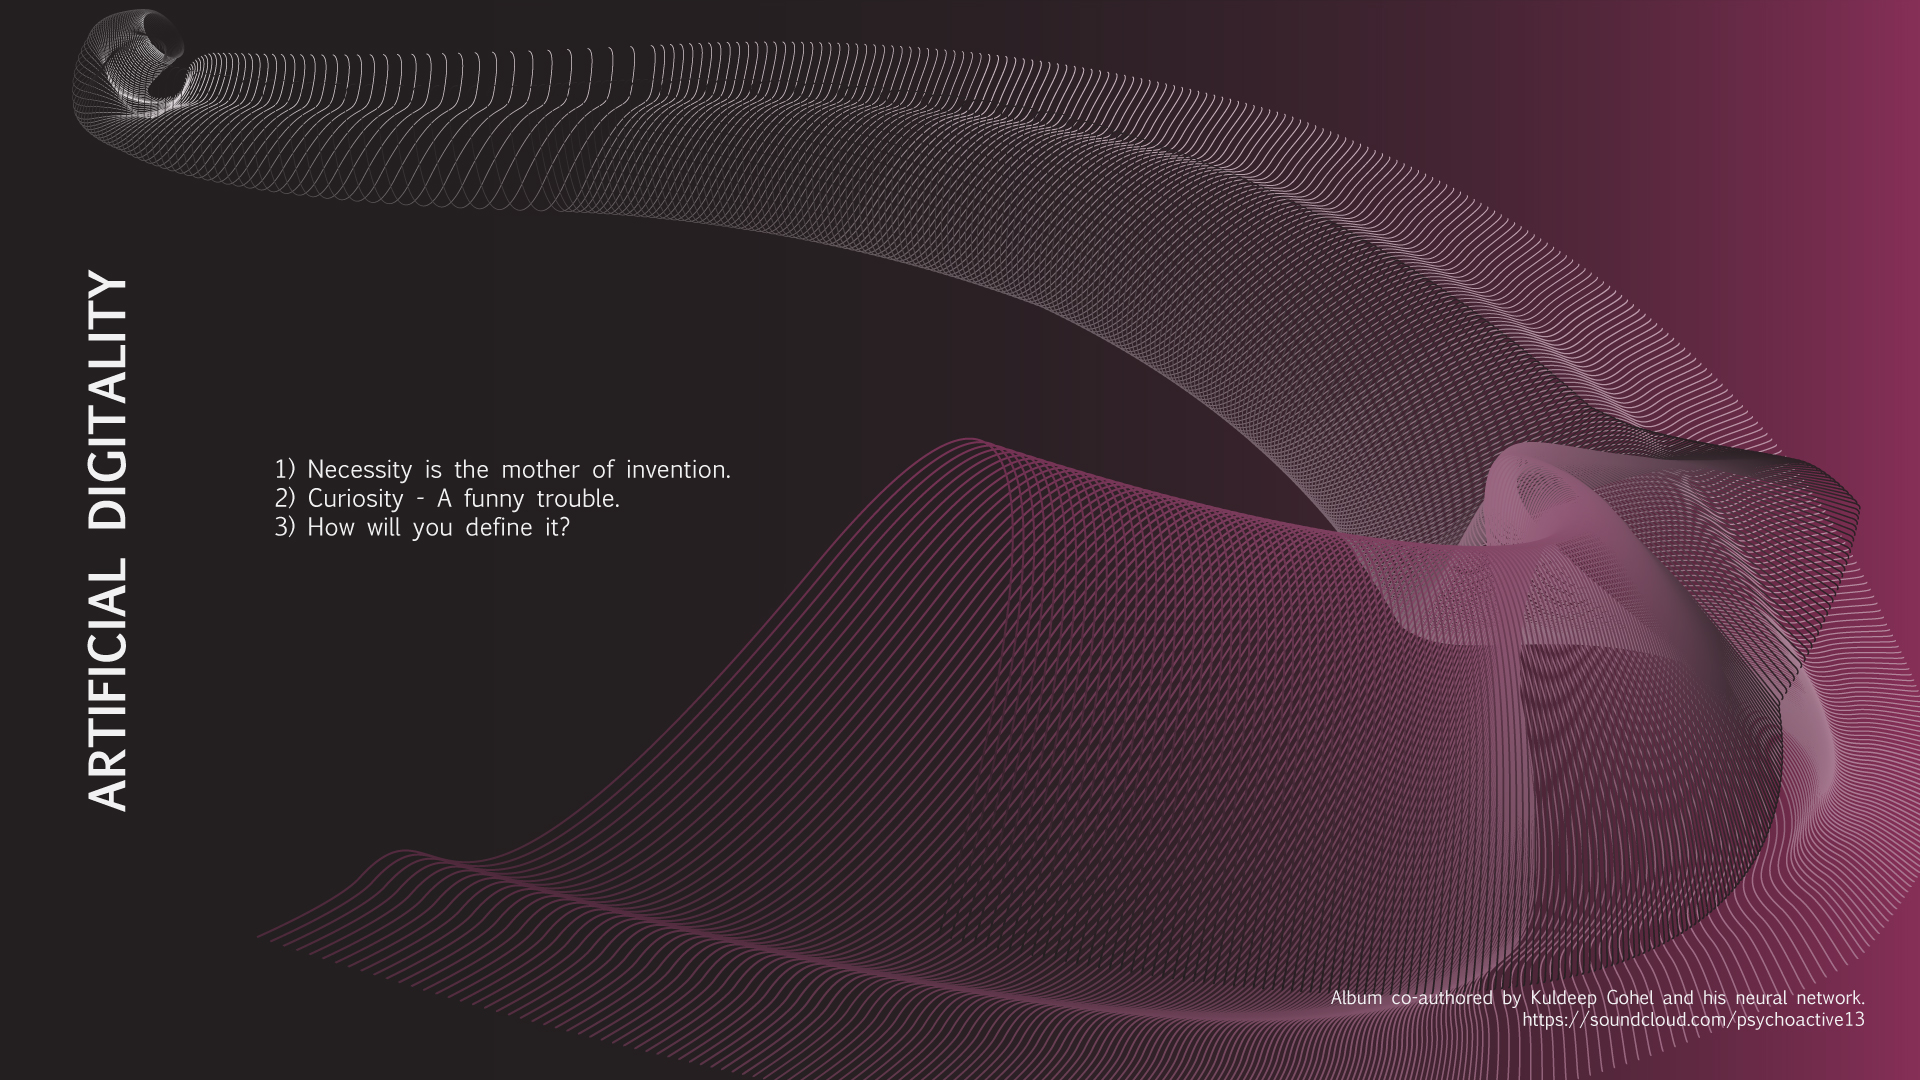 ARTIFICIAL DIGITALITY
1) Necessity is the mother of invention.
2) Curiosity - A funny trouble.
3) How will you define it?
Album co-authored by Kuldeep Gohel and his neural network.
https://soundcloud.com/psychoactive13